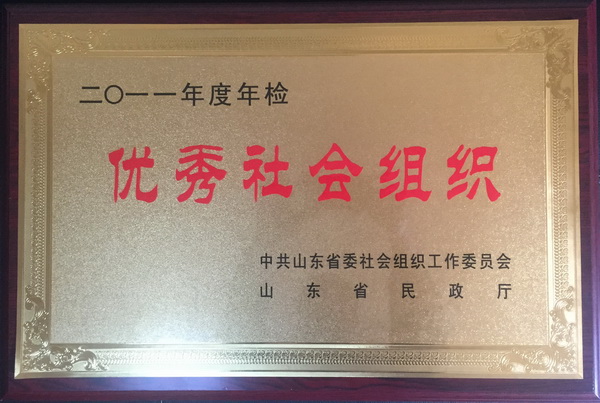 二〇一一年度年检
优秀社会组织
中共山东省委社会组织工作委员会
山东省民政厅